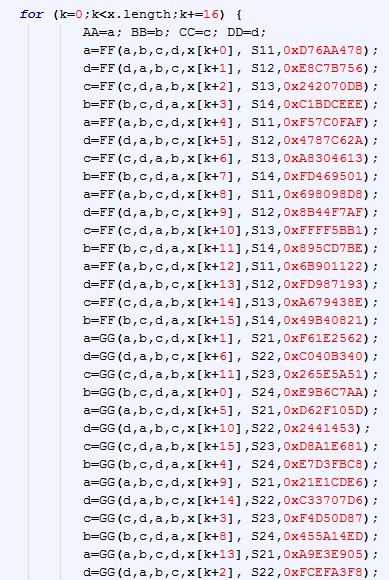 for (k=0;k<x.length;k+=16) {
AA=a; BB=b; CC=c; DD=d;
a=FF(a,b,c,d,x[k+0], S11,0xD76AA478);
d=FF(d,a,b,c,x[k+1], S12,0xE8C7B756);
c=FF(c,d,a,b,x[k+2], S13,0x242070DB);
b=FF(b,c,d,a,x[k+3], S14,0xC1BDCEEE);
a=FF(a,b,c,d,x[k+4], S11,0xF57C0FAF);
d=FF(d,a,b,c,x[k+5], S12,0x4787C62A);
c=FF(c,d,a,b,x[k+6], S13,0xA8304613);
b=FF(b,c,d,a,x[k+7], S14,0xFD469501);
a=FF(a,b,c,d,x[k+8], S11,0x698098D8);
d=FF(d,a,b,c,x[k+9], S12,0x8B44F7AF);
c=FF(c,d,a,b,x[k+10],S13,0xFFFF5BB1);
b=FF(b,c,d,a,x[k+11],S14,0x895CD7BE);
a=FF(a,b,c,d,x[k+12],S11,0x6B901122);
d=FF(d,a,b,c,x[k+13],S12,0xFD987193);
c=FF(c,d,a,b,x[k+14],S13,0xA679438E);
b=FF(b,c,d,a,x[k+15],S14,0x49B40821);
a=GG(a,b,c,d,x[k+1], S21,0xF61E2562);
d=GG(d,a,b,c,x[k+6], S22,0xC040B340);
c=GG(c,d,a,b,x[k+11],S23,0x265E5A51);
b=GG(b,c,d,a,x[k+0], S24,0xE9B6C7AA);
a=GG(a,b,c,d,x[k+5], S21,0xD62F105D);
d=GG(d,a,b,c,x[k+10],S22,0x2441453);
c=GG(c,d,a,b,x[k+15],S23,0xD8A1E681);
b=GG(b,c,d,a,x[k+4], S24,0xE7D3FBC8);
a=GG(a,b,c,d,x[k+9], S21,0x21E1CDE6);
d=GG(d,a,b,c,x[k+14],S22,0xC33707D6);
c=GG(c,d,a,b,x[k+3], S23,0xF4D50D87);
b=GG(b,c,d,a,x[k+8], S24,0x455A14ED);
a=GG(a,b,c,d,x[k+13],S21,0xA9E3E905);
d=GG(d,a,b,c,x[k+2], S22,0xFCEFA3F8);